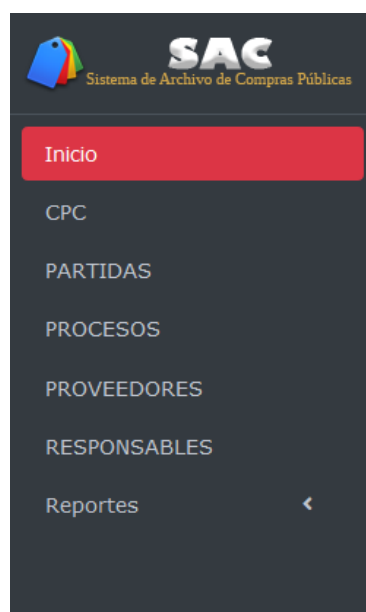 SAC
Sistema de Archivo de Compras Públicas
Inicio
CPC
PARTIDAS
PROCESOS
PROVEEDORES
RESPONSABLES
Reportes